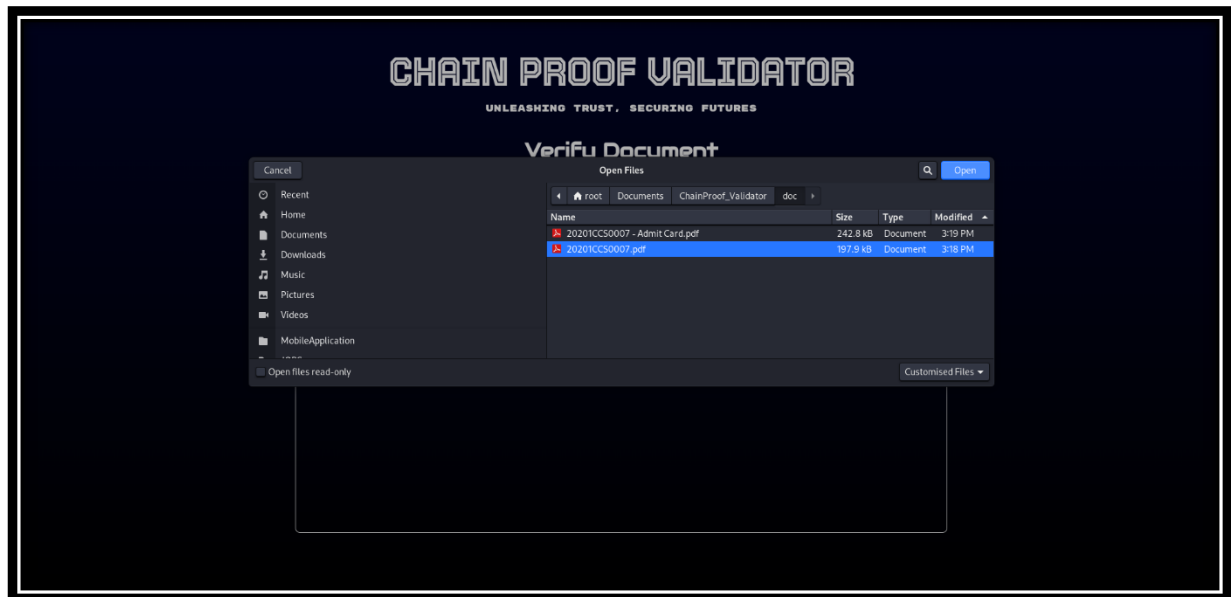 CHAIN PROOF VALIDATOR
UNLEASHING TRUST, SECURING FUTURES
Verify Document
Cancel Open Files Open
Recent
Home
Documents
Downloads
Music
Pictures
Videos
MobileApplication
root Documents ChainProof_Validator doc
Name Size Type Modified
20201CCS0007 - Admit Card.pdf 242.8 kB Document 3:19 PM
20201CCS0007.pdf 197.9 kB Document 3:18 PM
Open files read-only
Customised Files